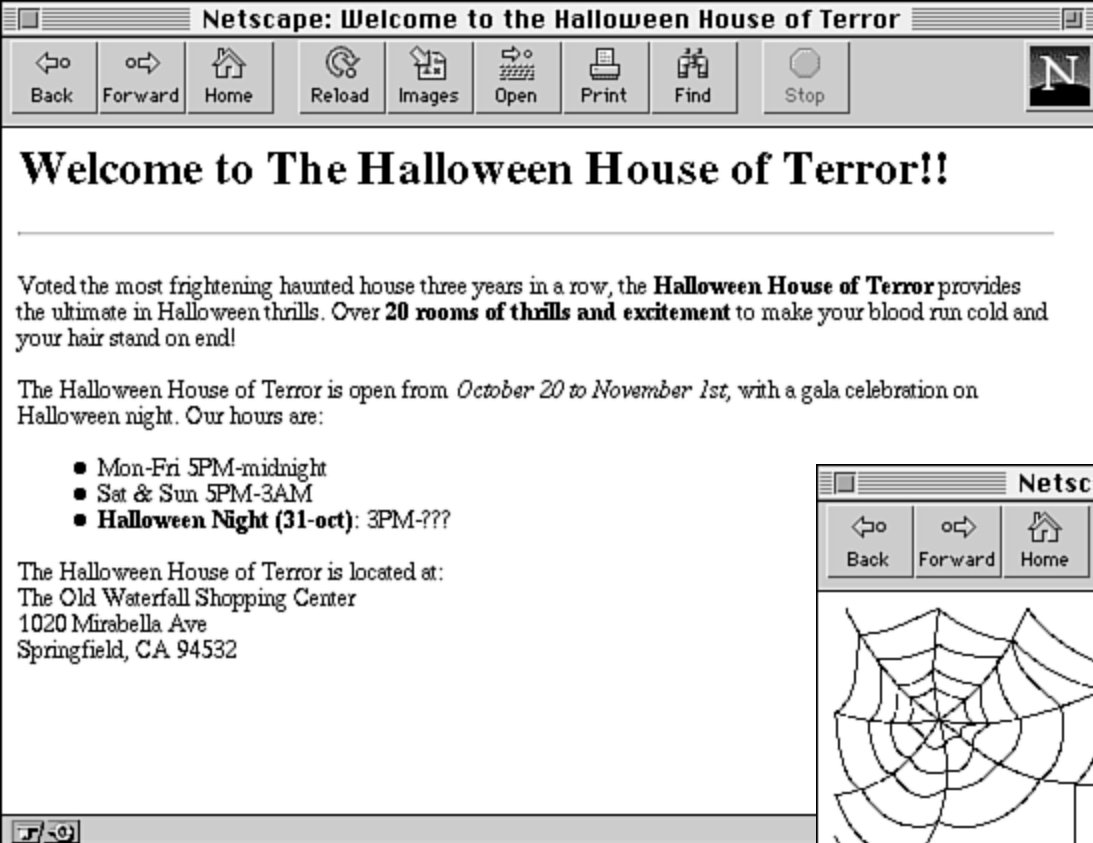 Netscape: Welcome to the Halloween House of Terror
Back Forward Home Reload Images Open Print Find Stop
N
Welcome to The Halloween House of Terror!!
Voted the most frightening haunted house three years in a row, the Halloween House of Terror provides
the ultimate in Halloween thrills. Over 20 rooms of thrills and excitement to make your blood run cold and
your hair stand on end!
The Halloween House of Terror is open from October 20 to November 1st, with a gala celebration on
Halloween night. Our hours are:
● Mon-Fri 5PM-midnight
● Sat & Sun 5PM-3AM
● Halloween Night (31-oct): 3PM-???
The Halloween House of Terror is located at:
The Old Waterfall Shopping Center
1020 Mirabella Ave
Springfield, CA 94532
Netsc
Back Forward Home